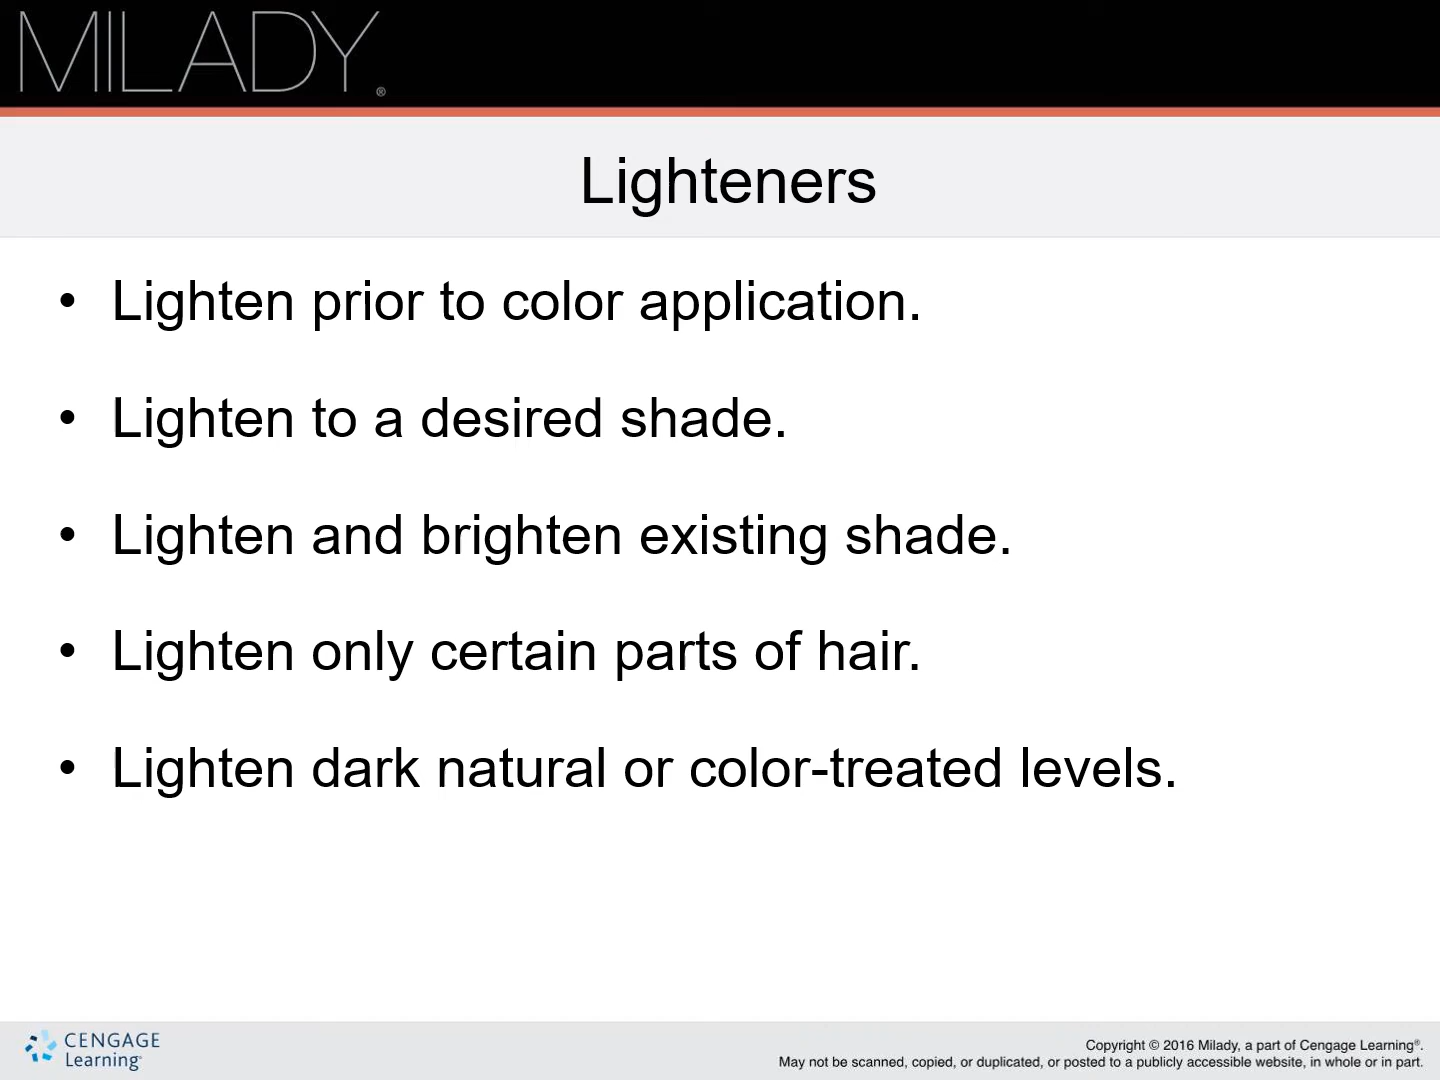 MILADY®
Lighteners
• Lighten prior to color application.
• Lighten to a desired shade.
• Lighten and brighten existing shade.
• Lighten only certain parts of hair.
• Lighten dark natural or color-treated levels.
CENGAGE
Learning®
Copyright © 2016 Milady, a part of Cengage Learning®.
May not be scanned, copied, or duplicated, or posted to a publicly accessible website, in whole or in part.